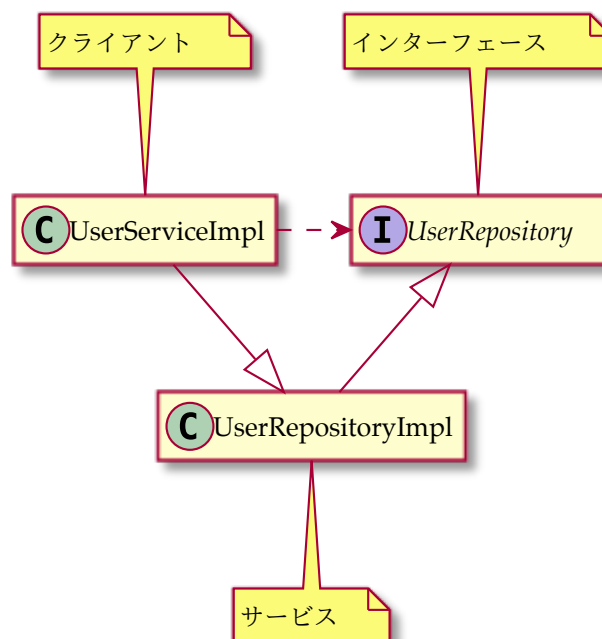 クライアント
インターフェース
C UserServiceImpl
I UserRepository
C UserRepositoryImpl
サービス